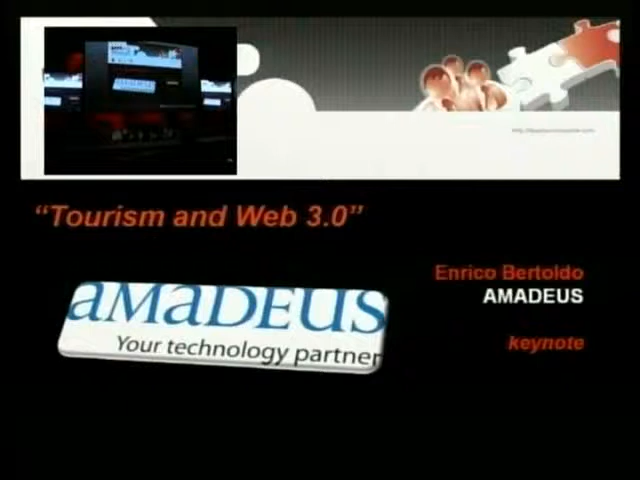 "Tourism and Web 3.0"
Enrico Bertoldo
AMADEUS
aMaDEUS
Your technology partner
keynote